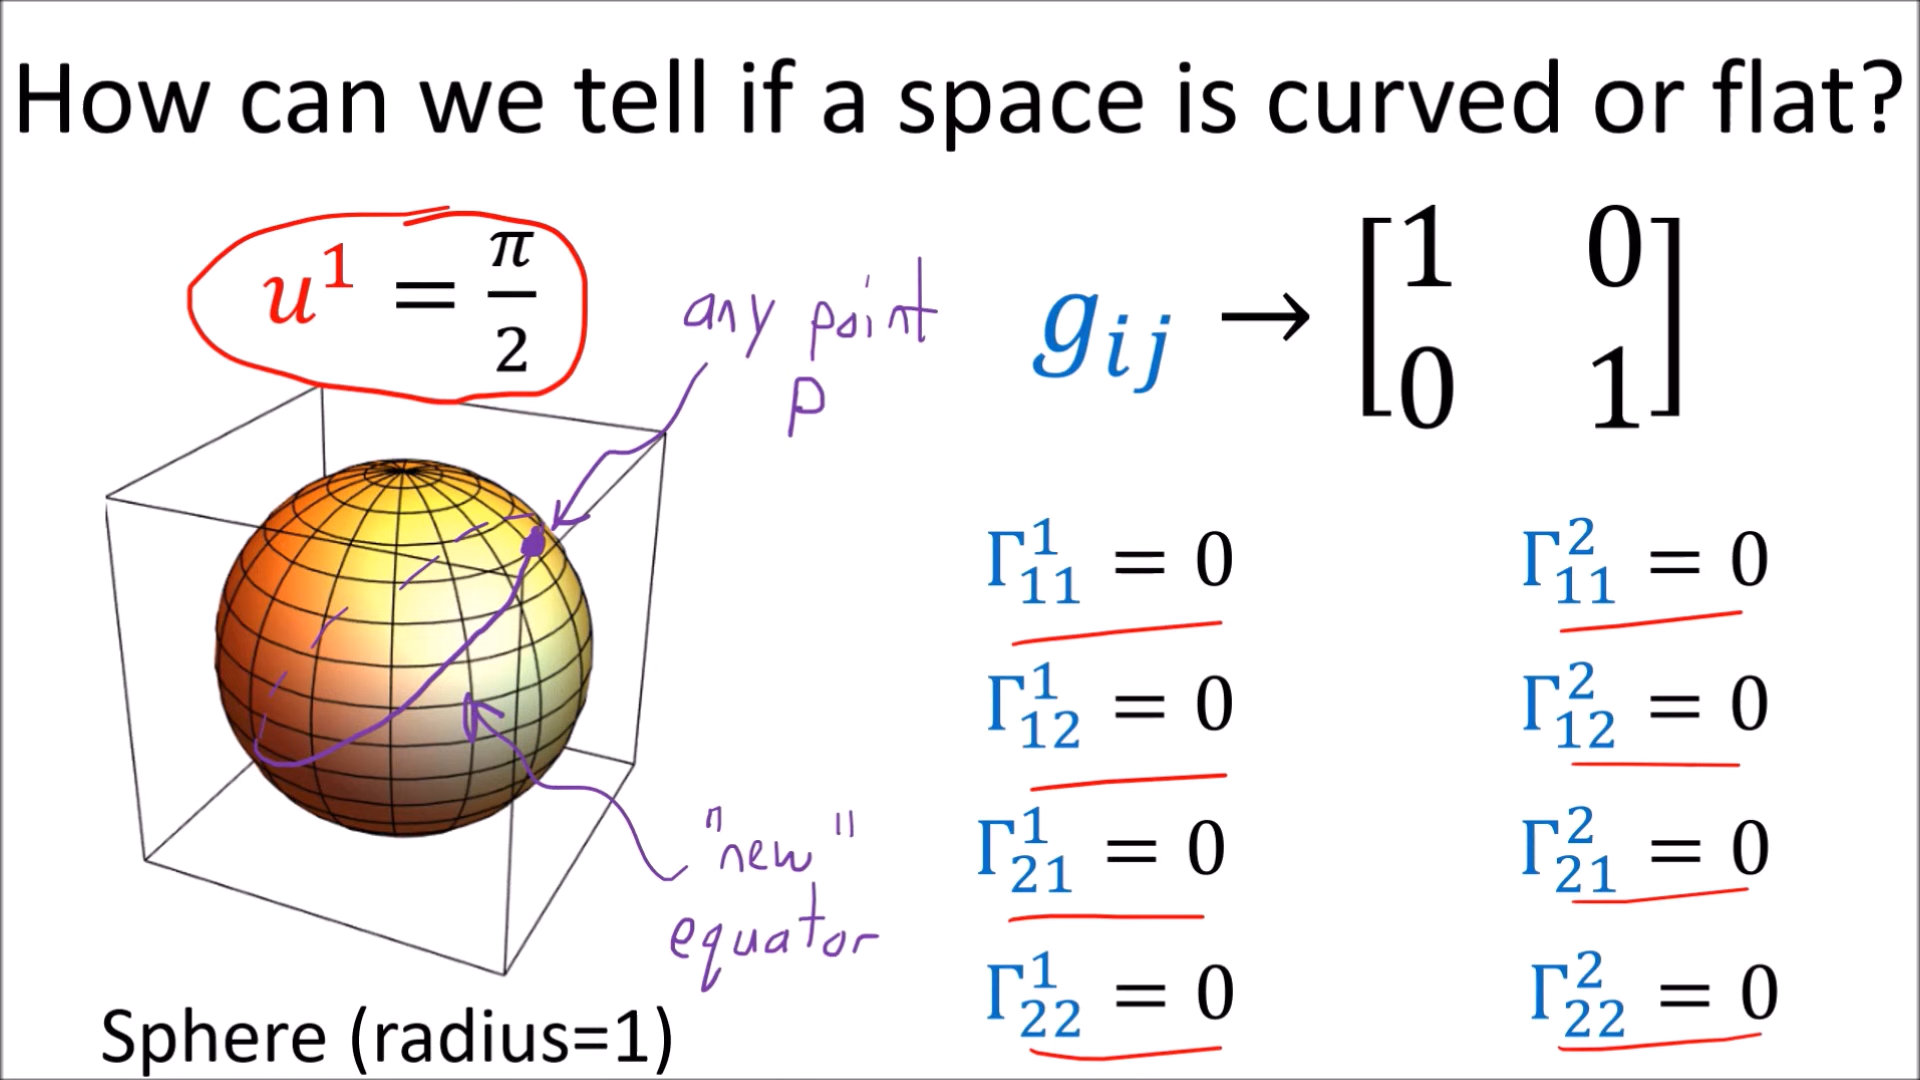 How can we tell if a space is curved or flat?
u¹ = π/2
any point
P
g_{ij} → [1 0
0 1]
Γ¹₁₁ = 0
Γ²₁₁ = 0
Γ¹₁₂ = 0
Γ²₁₂ = 0
Γ¹₂₁ = 0
Γ²₂₁ = 0
Γ¹₂₂ = 0
Γ²₂₂ = 0
"new"
equator
Sphere (radius=1)